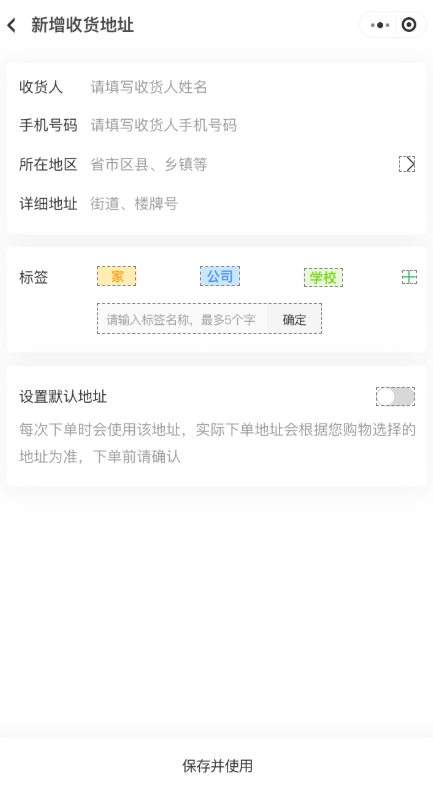 新增收货地址
收货人 请填写收货人姓名
手机号码 请填写收货人手机号码
所在地区 省市区县、乡镇等
详细地址 街道、楼牌号
标签 家 公司 学校
请输入标签名称，最多5个字 确定
设置默认地址
每次下单时会使用该地址，实际下单地址会根据您购物选择的
地址为准，下单前请确认
保存并使用